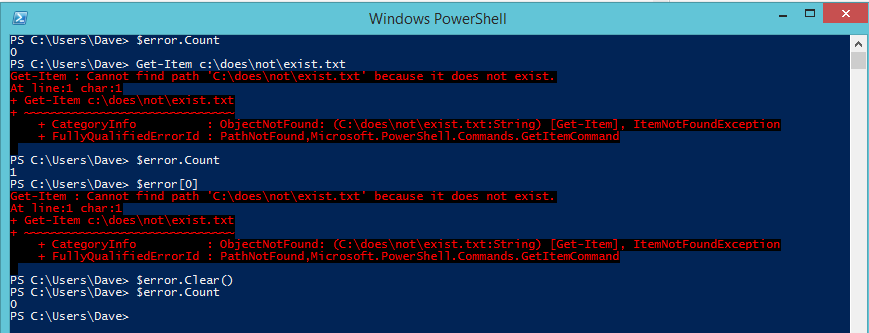 Windows PowerShell
PS C:\Users\Dave> $error.Count
0
PS C:\Users\Dave> Get-Item c:\does\not\exist.txt
Get-Item : Cannot find path 'C:\does\not\exist.txt' because it does not exist.
At line:1 char:1
+ Get-Item c:\does\not\exist.txt
+ ~~~~~~~~~~~~~~~~~~~~~~~~~~~~~~
    + CategoryInfo          : ObjectNotFound: (C:\does\not\exist.txt:String) [Get-Item], ItemNotFoundException
    + FullyQualifiedErrorId : PathNotFound,Microsoft.PowerShell.Commands.GetItemCommand
PS C:\Users\Dave> $error.Count
1
PS C:\Users\Dave> $error[0]
Get-Item : Cannot find path 'C:\does\not\exist.txt' because it does not exist.
At line:1 char:1
+ Get-Item c:\does\not\exist.txt
+ ~~~~~~~~~~~~~~~~~~~~~~~~~~~~~~
    + CategoryInfo          : ObjectNotFound: (C:\does\not\exist.txt:String) [Get-Item], ItemNotFoundException
    + FullyQualifiedErrorId : PathNotFound,Microsoft.PowerShell.Commands.GetItemCommand
PS C:\Users\Dave> $error.Clear()
PS C:\Users\Dave> $error.Count
0
PS C:\Users\Dave>